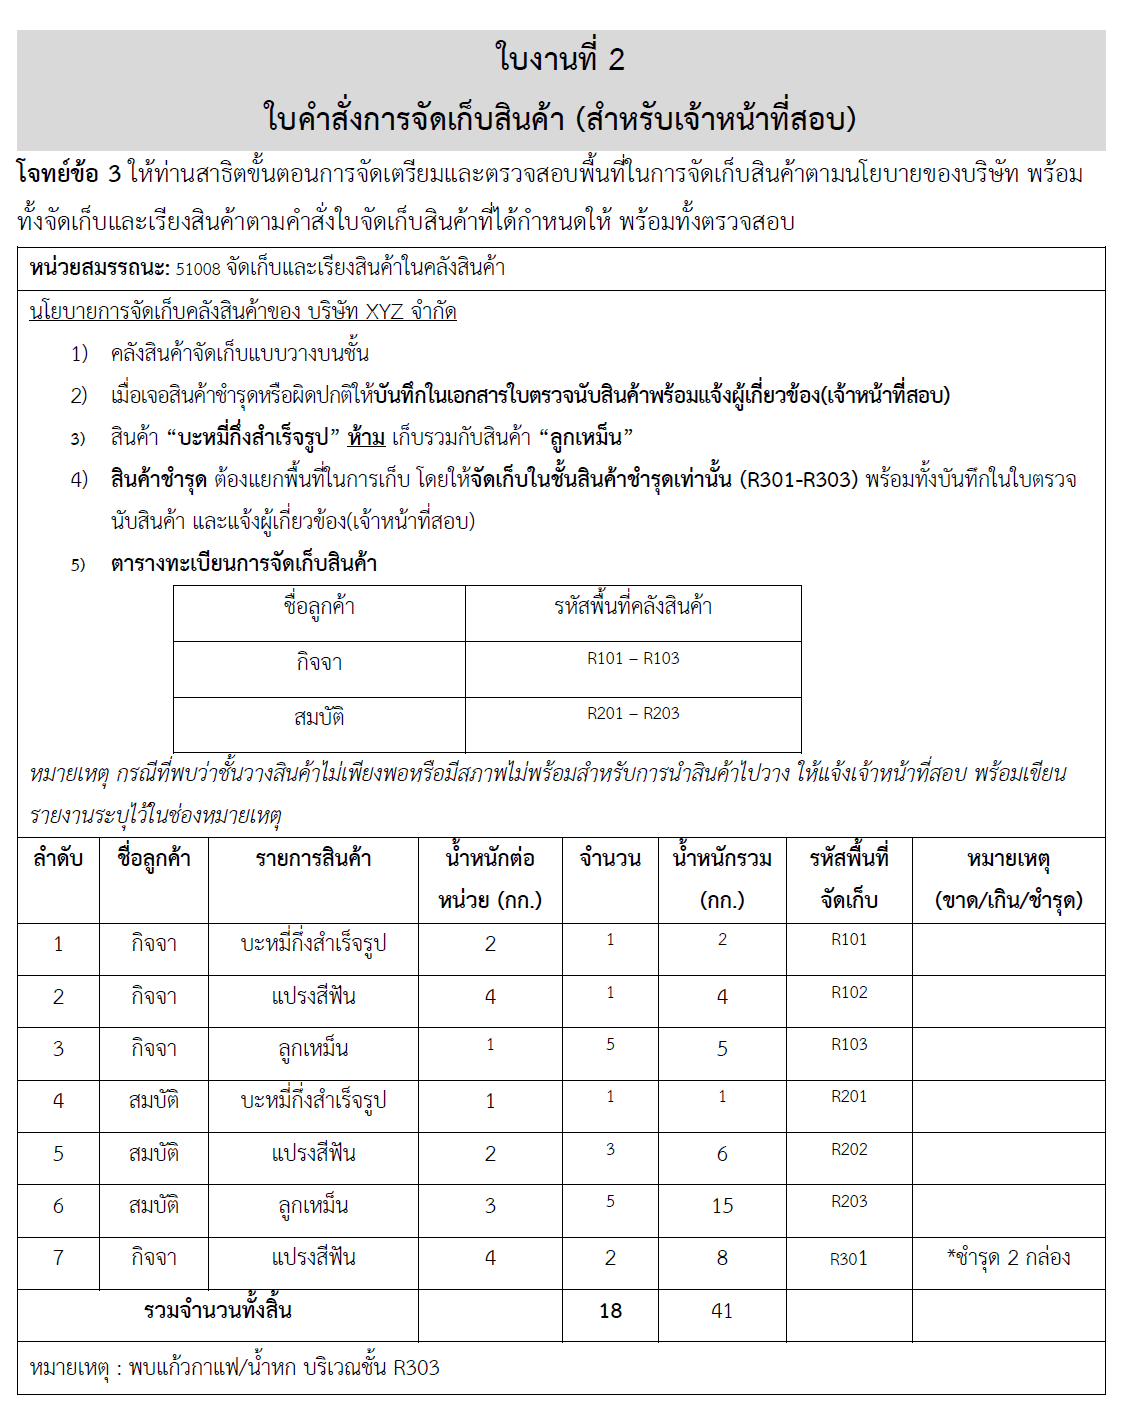 ใบงานที่ 2
ใบคำสั่งการจัดเก็บสินค้า (สำหรับเจ้าหน้าที่สอบ)
โจทย์ข้อ 3 ให้ท่านสาธิตขั้นตอนการจัดเตรียมและตรวจสอบพื้นที่ในการจัดเก็บสินค้าตามนโยบายของบริษัท พร้อม
ทั้งจัดเก็บและเรียงสินค้าตามคำสั่งใบจัดเก็บสินค้าที่ได้กำหนดให้ พร้อมทั้งตรวจสอบ
หน่วยสมรรถนะ: 51008 จัดเก็บและเรียงสินค้าในคลังสินค้า
นโยบายการจัดเก็บคลังสินค้าของ บริษัท XYZ จำกัด
1) คลังสินค้าจัดเก็บแบบวางบนชั้น
2) เมื่อเจอสินค้าชำรุดหรือผิดปกติให้บันทึกในเอกสารใบตรวจนับสินค้าพร้อมแจ้งผู้เกี่ยวข้อง(เจ้าหน้าที่สอบ)
3) สินค้า “บะหมี่กึ่งสำเร็จรูป” ห้าม เก็บรวมกับสินค้า “ลูกเหม็น”
4) สินค้าชำรุด ต้องแยกพื้นที่ในการเก็บ โดยให้จัดเก็บในชั้นสินค้าชำรุดเท่านั้น (R301-R303) พร้อมทั้งบันทึกในใบตรวจ
นับสินค้า และแจ้งผู้เกี่ยวข้อง(เจ้าหน้าที่สอบ)
5) ตารางทะเบียนการจัดเก็บสินค้า
ชื่อลูกค้า รหัสพื้นที่คลังสินค้า
กิจจา R101 – R103
สมบัติ R201 – R203
หมายเหตุ กรณีที่พบว่าชั้นวางสินค้าไม่เพียงพอหรือมีสภาพไม่พร้อมสำหรับการนำสินค้าไปวาง ให้แจ้งเจ้าหน้าที่สอบ พร้อมเขียน
รายงานระบุไว้ในช่องหมายเหตุ
ลำดับ ชื่อลูกค้า รายการสินค้า น้ำหนักต่อ จำนวน น้ำหนักรวม รหัสพื้นที่ หมายเหตุ
หน่วย (กก.) (กก.) จัดเก็บ (ขาด/เกิน/ชำรุด)
1 กิจจา บะหมี่กึ่งสำเร็จรูป 2 1 2 R101
2 กิจจา แปรงสีฟัน 4 1 4 R102
3 กิจจา ลูกเหม็น 1 5 5 R103
4 สมบัติ บะหมี่กึ่งสำเร็จรูป 1 1 1 R201
5 สมบัติ แปรงสีฟัน 2 3 6 R202
6 สมบัติ ลูกเหม็น 3 5 15 R203
7 กิจจา แปรงสีฟัน 4 2 8 R301 *ชำรุด 2 กล่อง
รวมจำนวนทั้งสิ้น 18 41
หมายเหตุ : พบแก้วกาแฟ/น้ำหก บริเวณชั้น R303